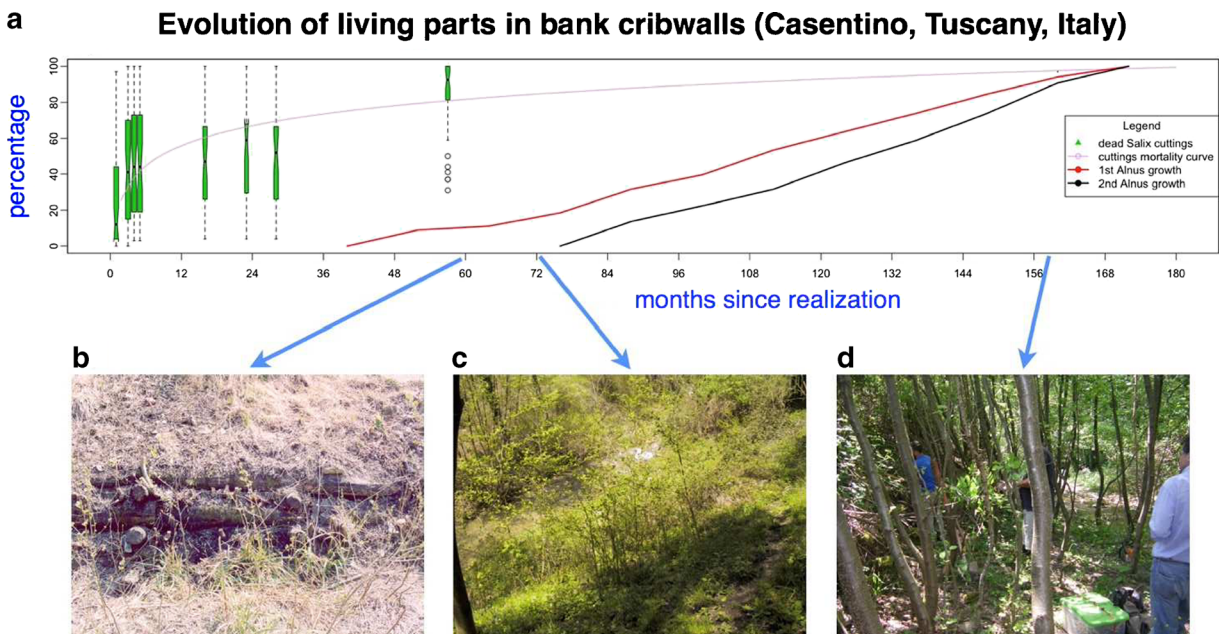 a
Evolution of living parts in bank cribwalls (Casentino, Tuscany, Italy)
percentage
100
80
60
40
20
0
Legend
dead Salix cuttings
cuttings mortality curve
1st Alnus growth
2nd Alnus growth
0 12 24 36 48 60 72 84 96 108 120 132 144 156 168 180
months since realization
b
c
d